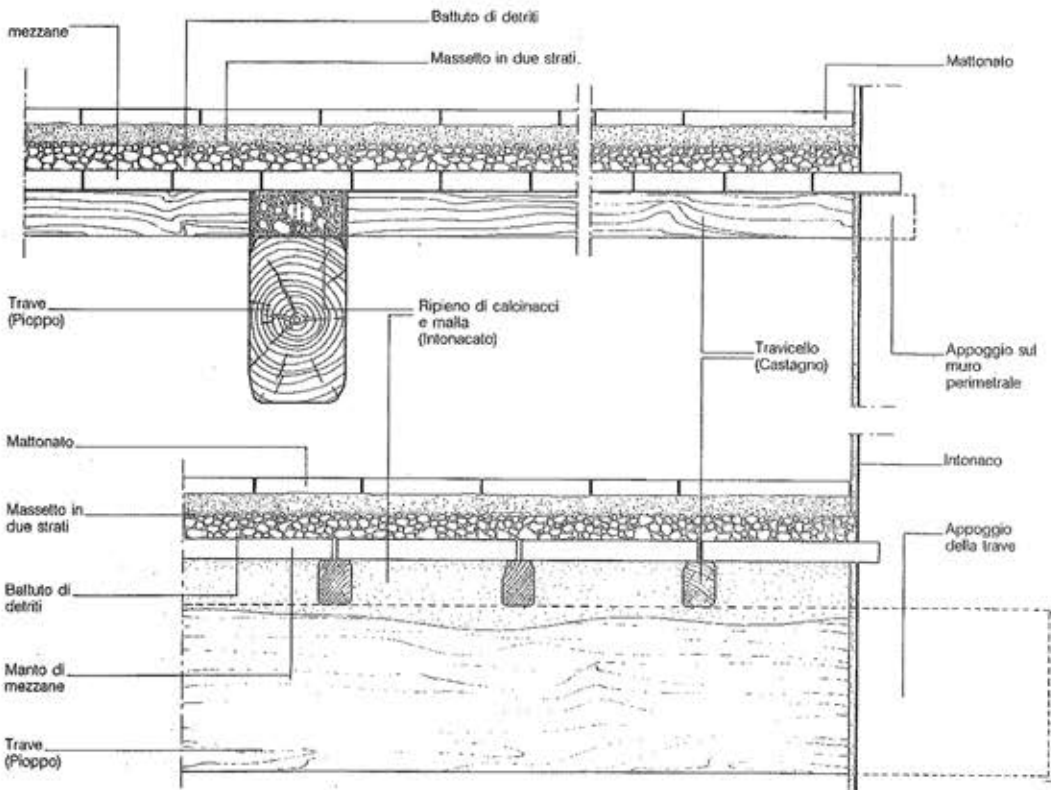 mezzane
Battuto di detriti
Massetto in due strati.
Mattonato
Trave
(Pioppo)
Ripieno di calcinacci
e malta
(Intonacato)
Travicello
(Castagno)
Appoggio sul
muro
perimetrale
Mattonato
Intonaco
Massetto in
due strati
Appoggio
della trave
Battuto di
detriti
Manto di
mezzane
Trave
(Pioppo)